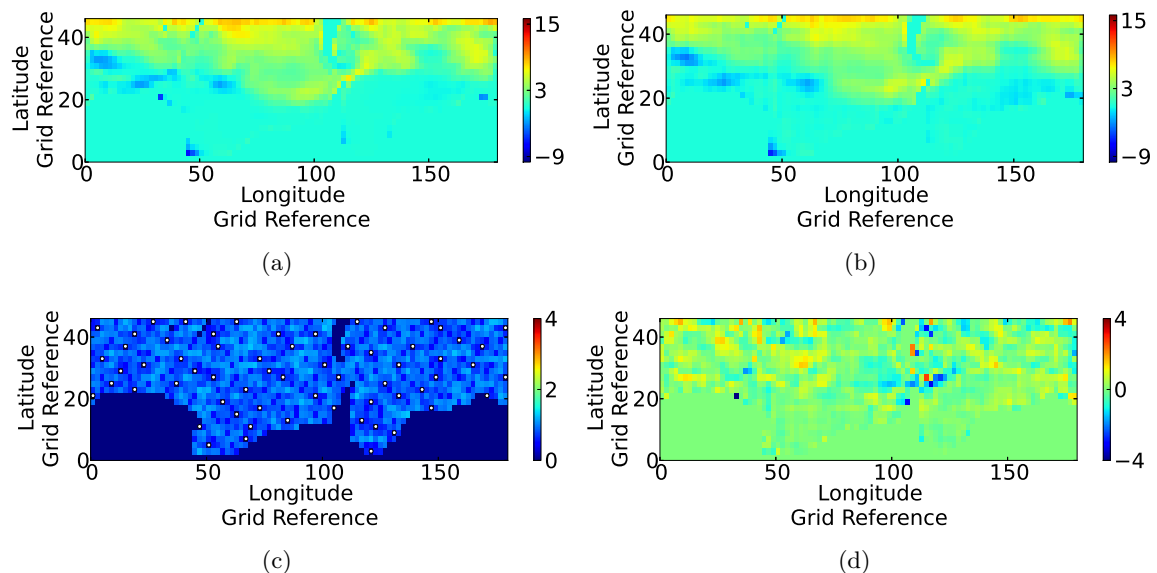 40
20
0
Latitude
Grid Reference
0 50 100 150
Longitude
Grid Reference
15
3
−9
(a)
40
20
0
Latitude
Grid Reference
0 50 100 150
Longitude
Grid Reference
15
3
−9
(b)
40
20
0
Latitude
Grid Reference
0 50 100 150
Longitude
Grid Reference
4
2
0
(c)
40
20
0
Latitude
Grid Reference
0 50 100 150
Longitude
Grid Reference
4
0
−4
(d)